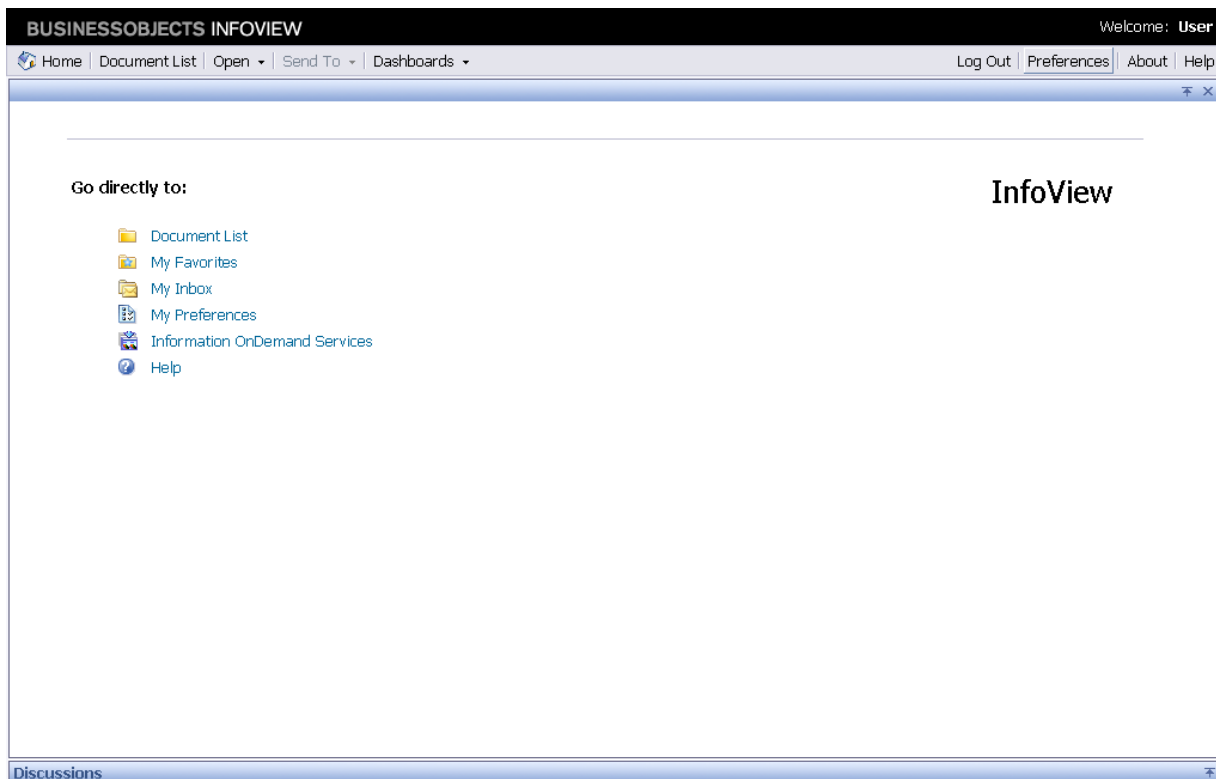 BUSINESSOBJECTS INFOVIEW Welcome: User
Home Document List Open Send To Dashboards Log Out Preferences About Help
Go directly to: InfoView
Document List
My Favorites
My Inbox
My Preferences
Information OnDemand Services
Help
Discussions